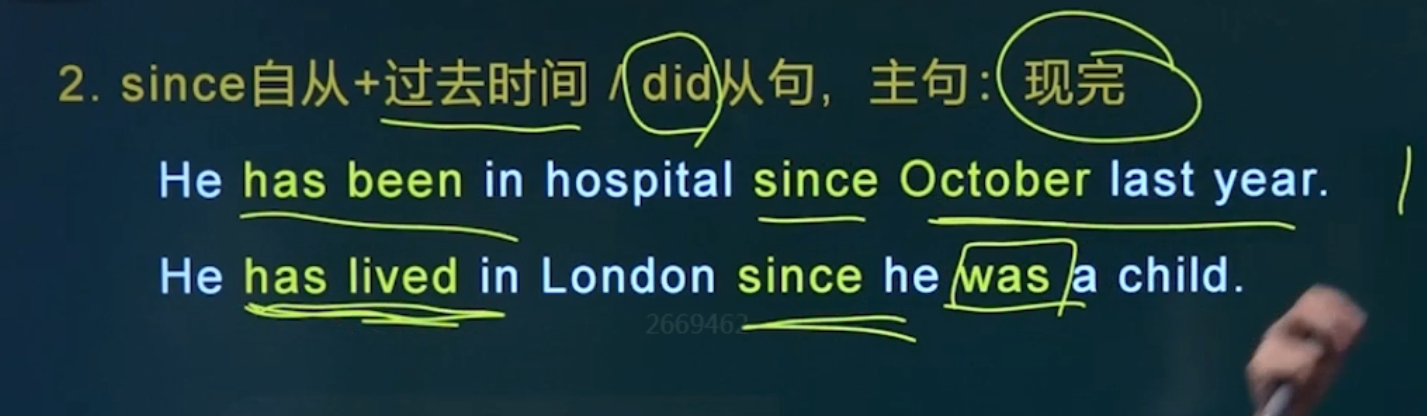 2. since自从+过去时间 / did从句，主句：现完
He has been in hospital since October last year.
He has lived in London since he was a child.
2669462